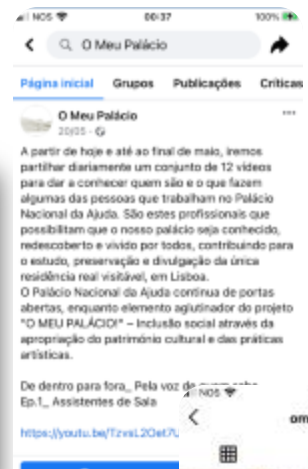 NOS 00:37 100%
O Meu Palácio
Página inicial Grupos Publicações Críticas
O Meu Palácio
20/05
A partir de hoje e até ao final de maio, iremos
partilhar diariamente um conjunto de 12 vídeos
para dar a conhecer quem são e o que fazem
algumas das pessoas que trabalham no Palácio
Nacional da Ajuda. São estes profissionais que
possibilitam que o nosso palácio seja conhecido,
redescoberto e vivido por todos, contribuindo para
o estudo, preservação e divulgação da única
residência real visitável, em Lisboa.
O Palácio Nacional da Ajuda continua de portas
abertas, enquanto elemento aglutinador do projeto
"O MEU PALÁCIO!" – Inclusão social através da
apropriação do património cultural e das práticas
artísticas.
De dentro para fora_ Pela voz de
Ep.1_ Assistentes de Sala
NOS
om